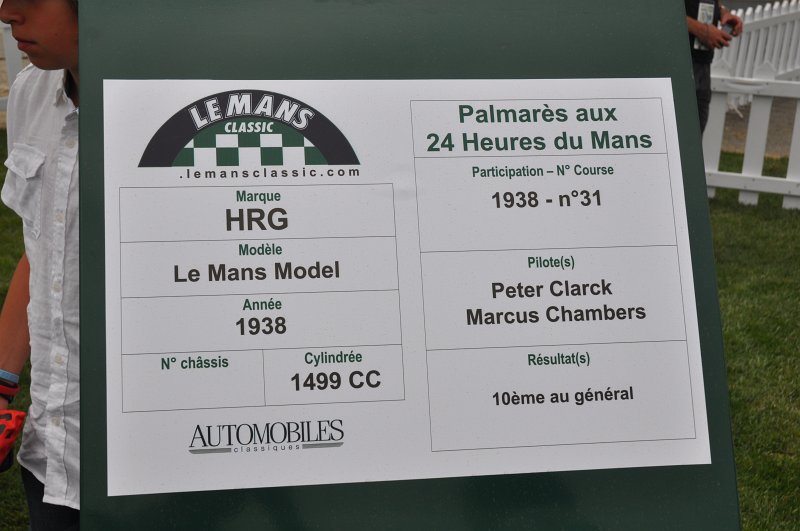 LE MANS
CLASSIC
.lemansclassic.com
Marque
HRG
Modèle
Le Mans Model
Année
1938
N° châssis
Cylindrée
1499 CC
AUTOMOBILES
classiques
Palmarès aux
24 Heures du Mans
Participation – N° Course
1938 - n°31
Pilote(s)
Peter Clarck
Marcus Chambers
Résultat(s)
10ème au général